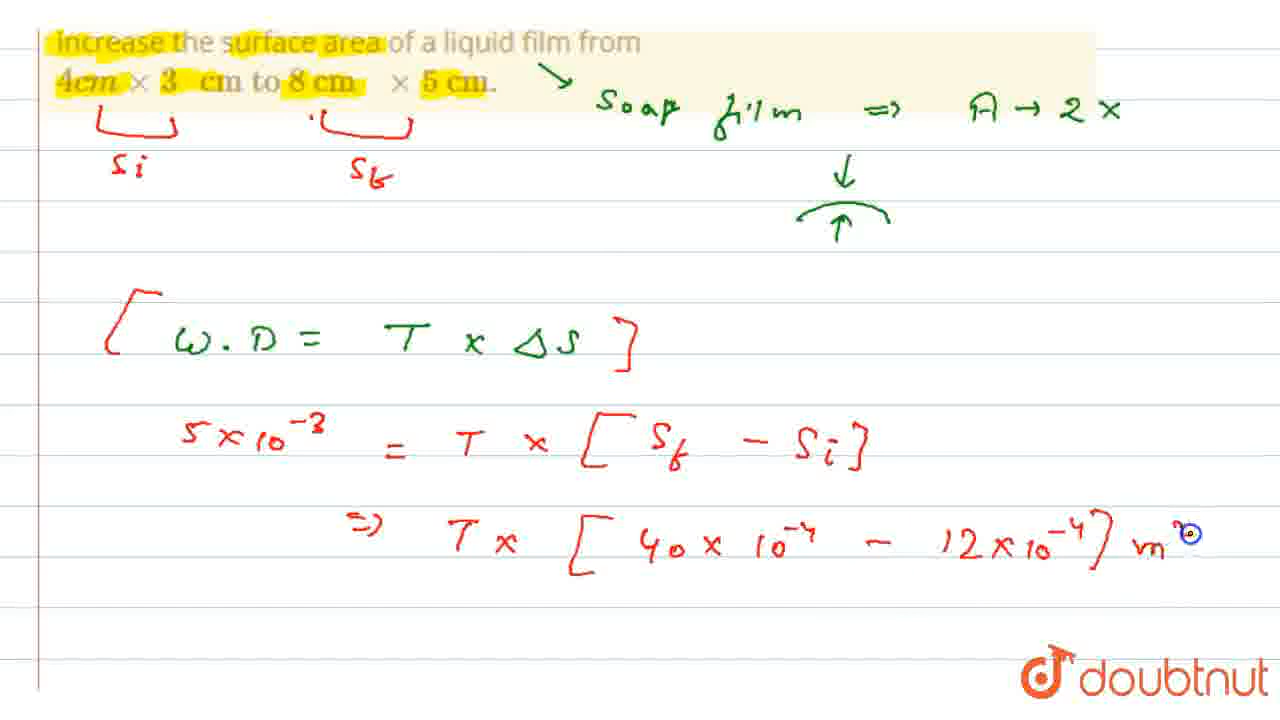 Increase the surface area of a liquid film from
4cm × 3 cm to 8 cm × 5 cm.
Soap film ⇒ A → 2 x
Si Sf
[ W.D = T x ΔS ]
5 x 10⁻³ = T x [ Sf - Si ]
⇒ T x [ 40 x 10⁻⁴ - 12 x 10⁻⁴ ] m²
doubtnut